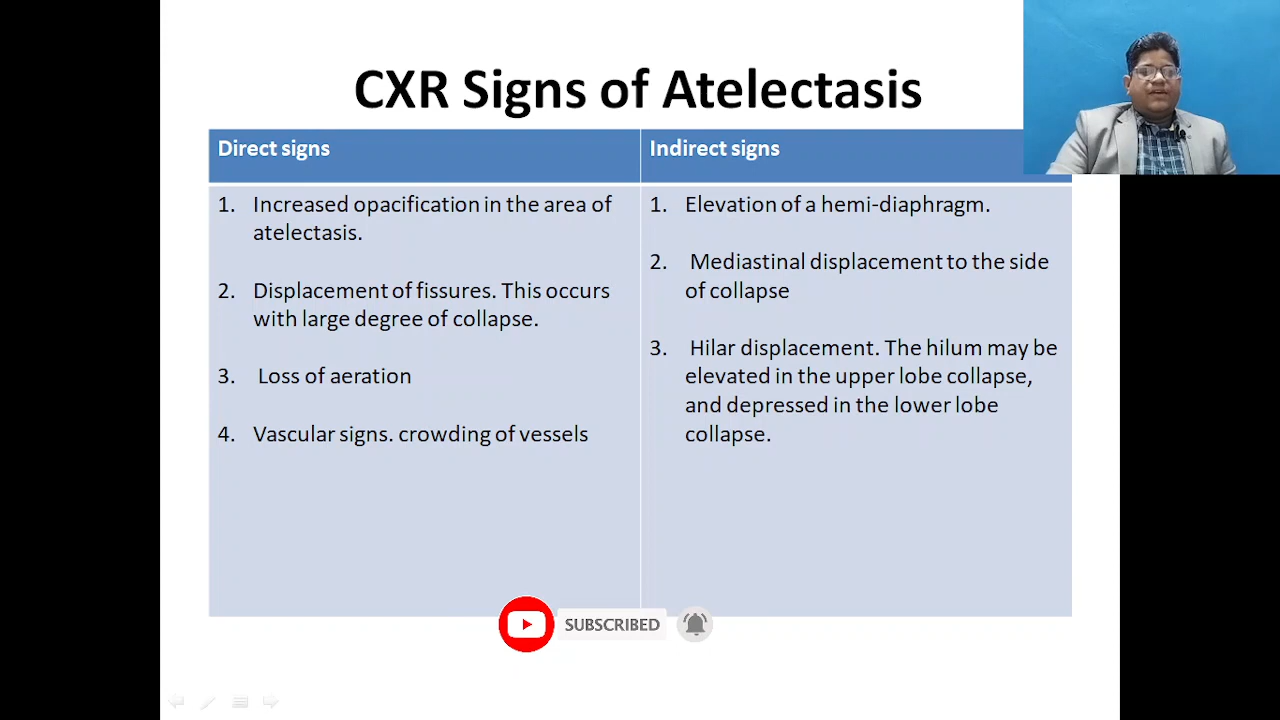 CXR Signs of Atelectasis
Direct signs
1. Increased opacification in the area of
atelectasis.
2. Displacement of fissures. This occurs
with large degree of collapse.
3. Loss of aeration
4. Vascular signs. crowding of vessels
Indirect signs
1. Elevation of a hemi-diaphragm.
2. Mediastinal displacement to the side
of collapse
3. Hilar displacement. The hilum may be
elevated in the upper lobe collapse,
and depressed in the lower lobe
collapse.
SUBSCRIBED